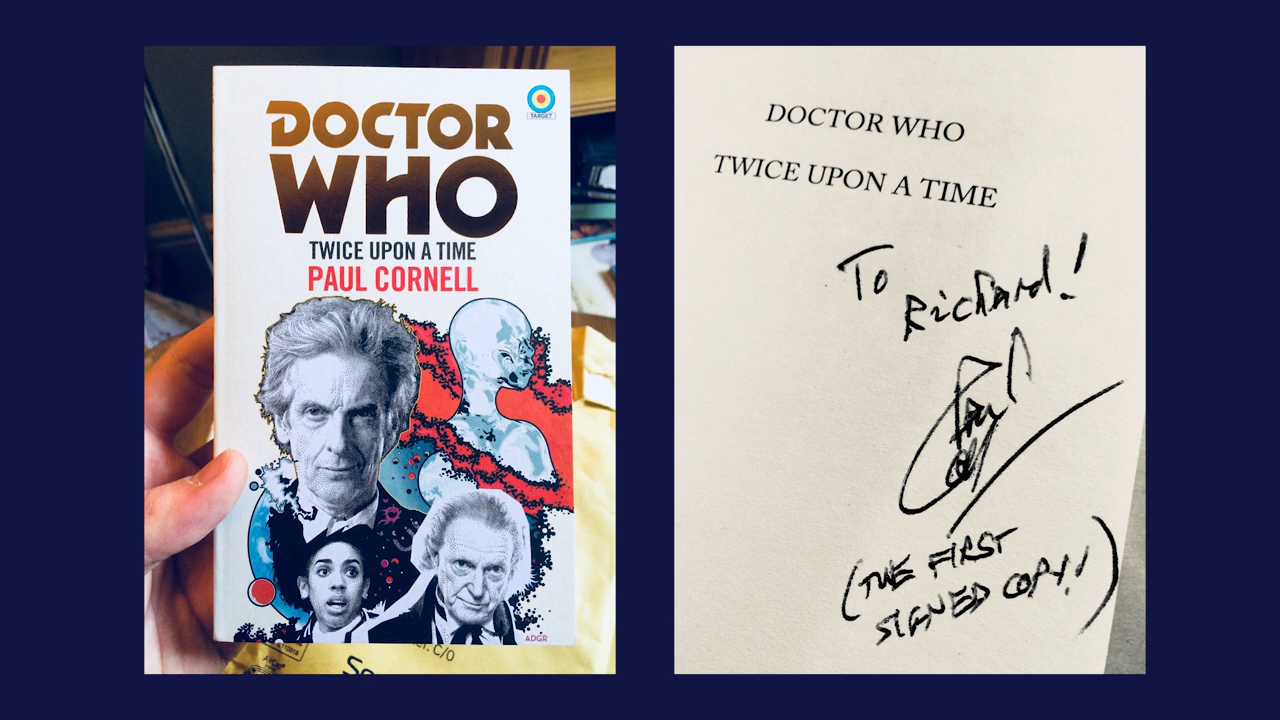 DOCTOR
WHO
TARGET
TWICE UPON A TIME
PAUL CORNELL
ADGR
C/O
DOCTOR WHO
TWICE UPON A TIME
To
Richard!
(THE FIRST
SIGNED COPY!)